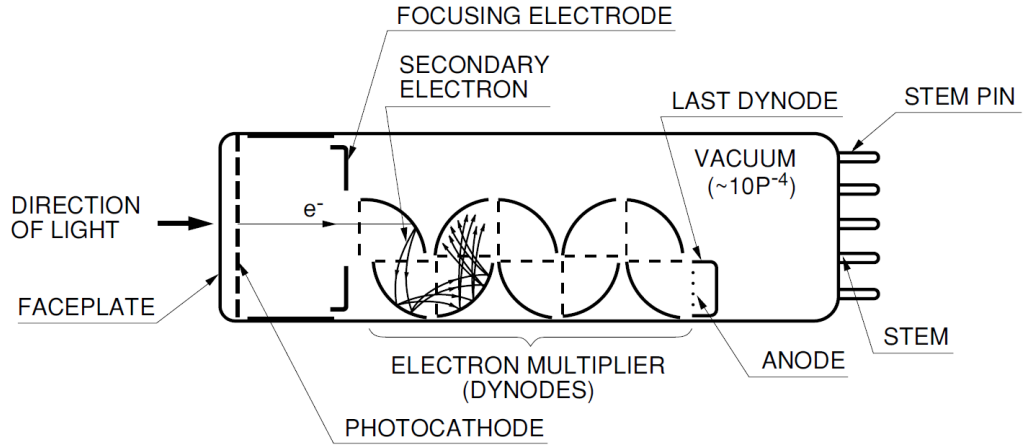 FOCUSING ELECTRODE
SECONDARY
ELECTRON
LAST DYNODE
STEM PIN
VACUUM
(~10P⁻⁴)
DIRECTION
OF LIGHT
e⁻
FACEPLATE
STEM
ELECTRON MULTIPLIER
(DYNODES)
ANODE
PHOTOCATHODE